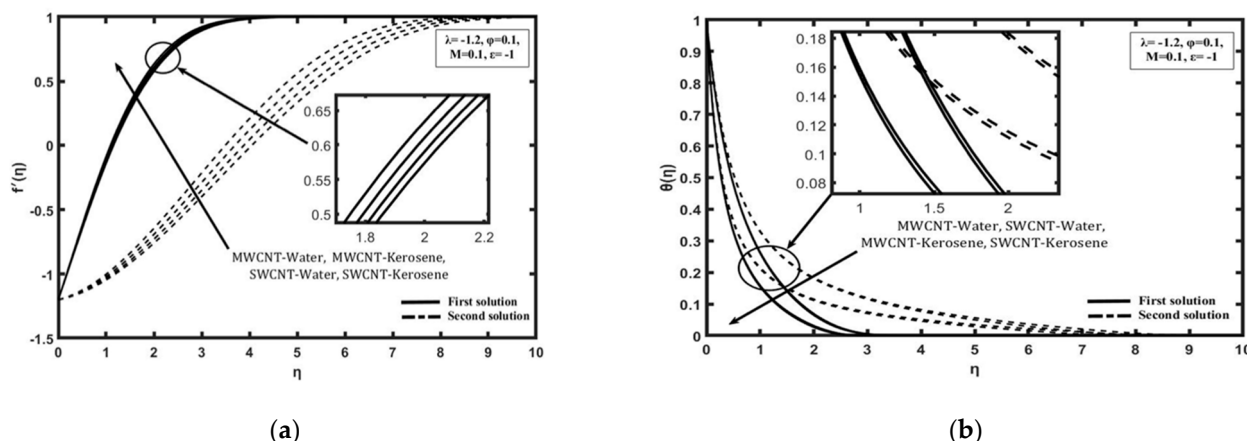 λ= -1.2, φ=0.1,
M=0.1, ε= -1
1
0.5
0
-0.5
-1
-1.5
f'(η)
0.65
0.6
0.55
0.5
1.8 2 2.2
MWCNT-Water, MWCNT-Kerosene,
SWCNT-Water, SWCNT-Kerosene
First solution
Second solution
0 1 2 3 4 5 6 7 8 9 10
η
(a)
λ= -1.2, φ=0.1,
M=0.1, ε= -1
1
0.9
0.8
0.7
0.6
0.5
0.4
0.3
0.2
0.1
0
θ(η)
0.18
0.16
0.14
0.12
0.1
0.08
1 1.5 2
MWCNT-Water, SWCNT-Water,
MWCNT-Kerosene, SWCNT-Kerosene
First solution
Second solution
0 1 2 3 4 5 6 7 8 9 10
η
(b)